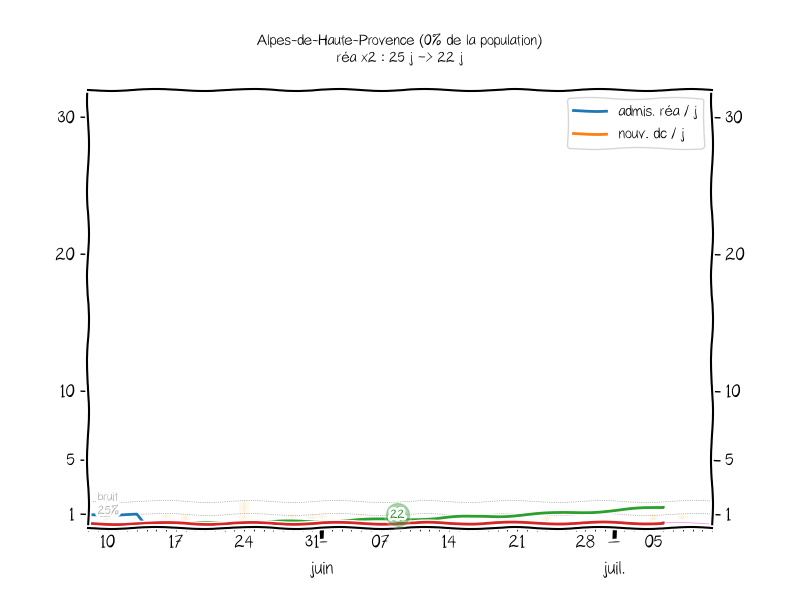 Alpes-de-Haute-Provence (0% de la population)
réa x2 : 25 j -> 22 j
admis. réa / j
nouv. dc / j
30
30
20
20
10
10
5
5
bruit
25%
22
1
1
10 17 24 31 07 14 21 28 05
juin juil.